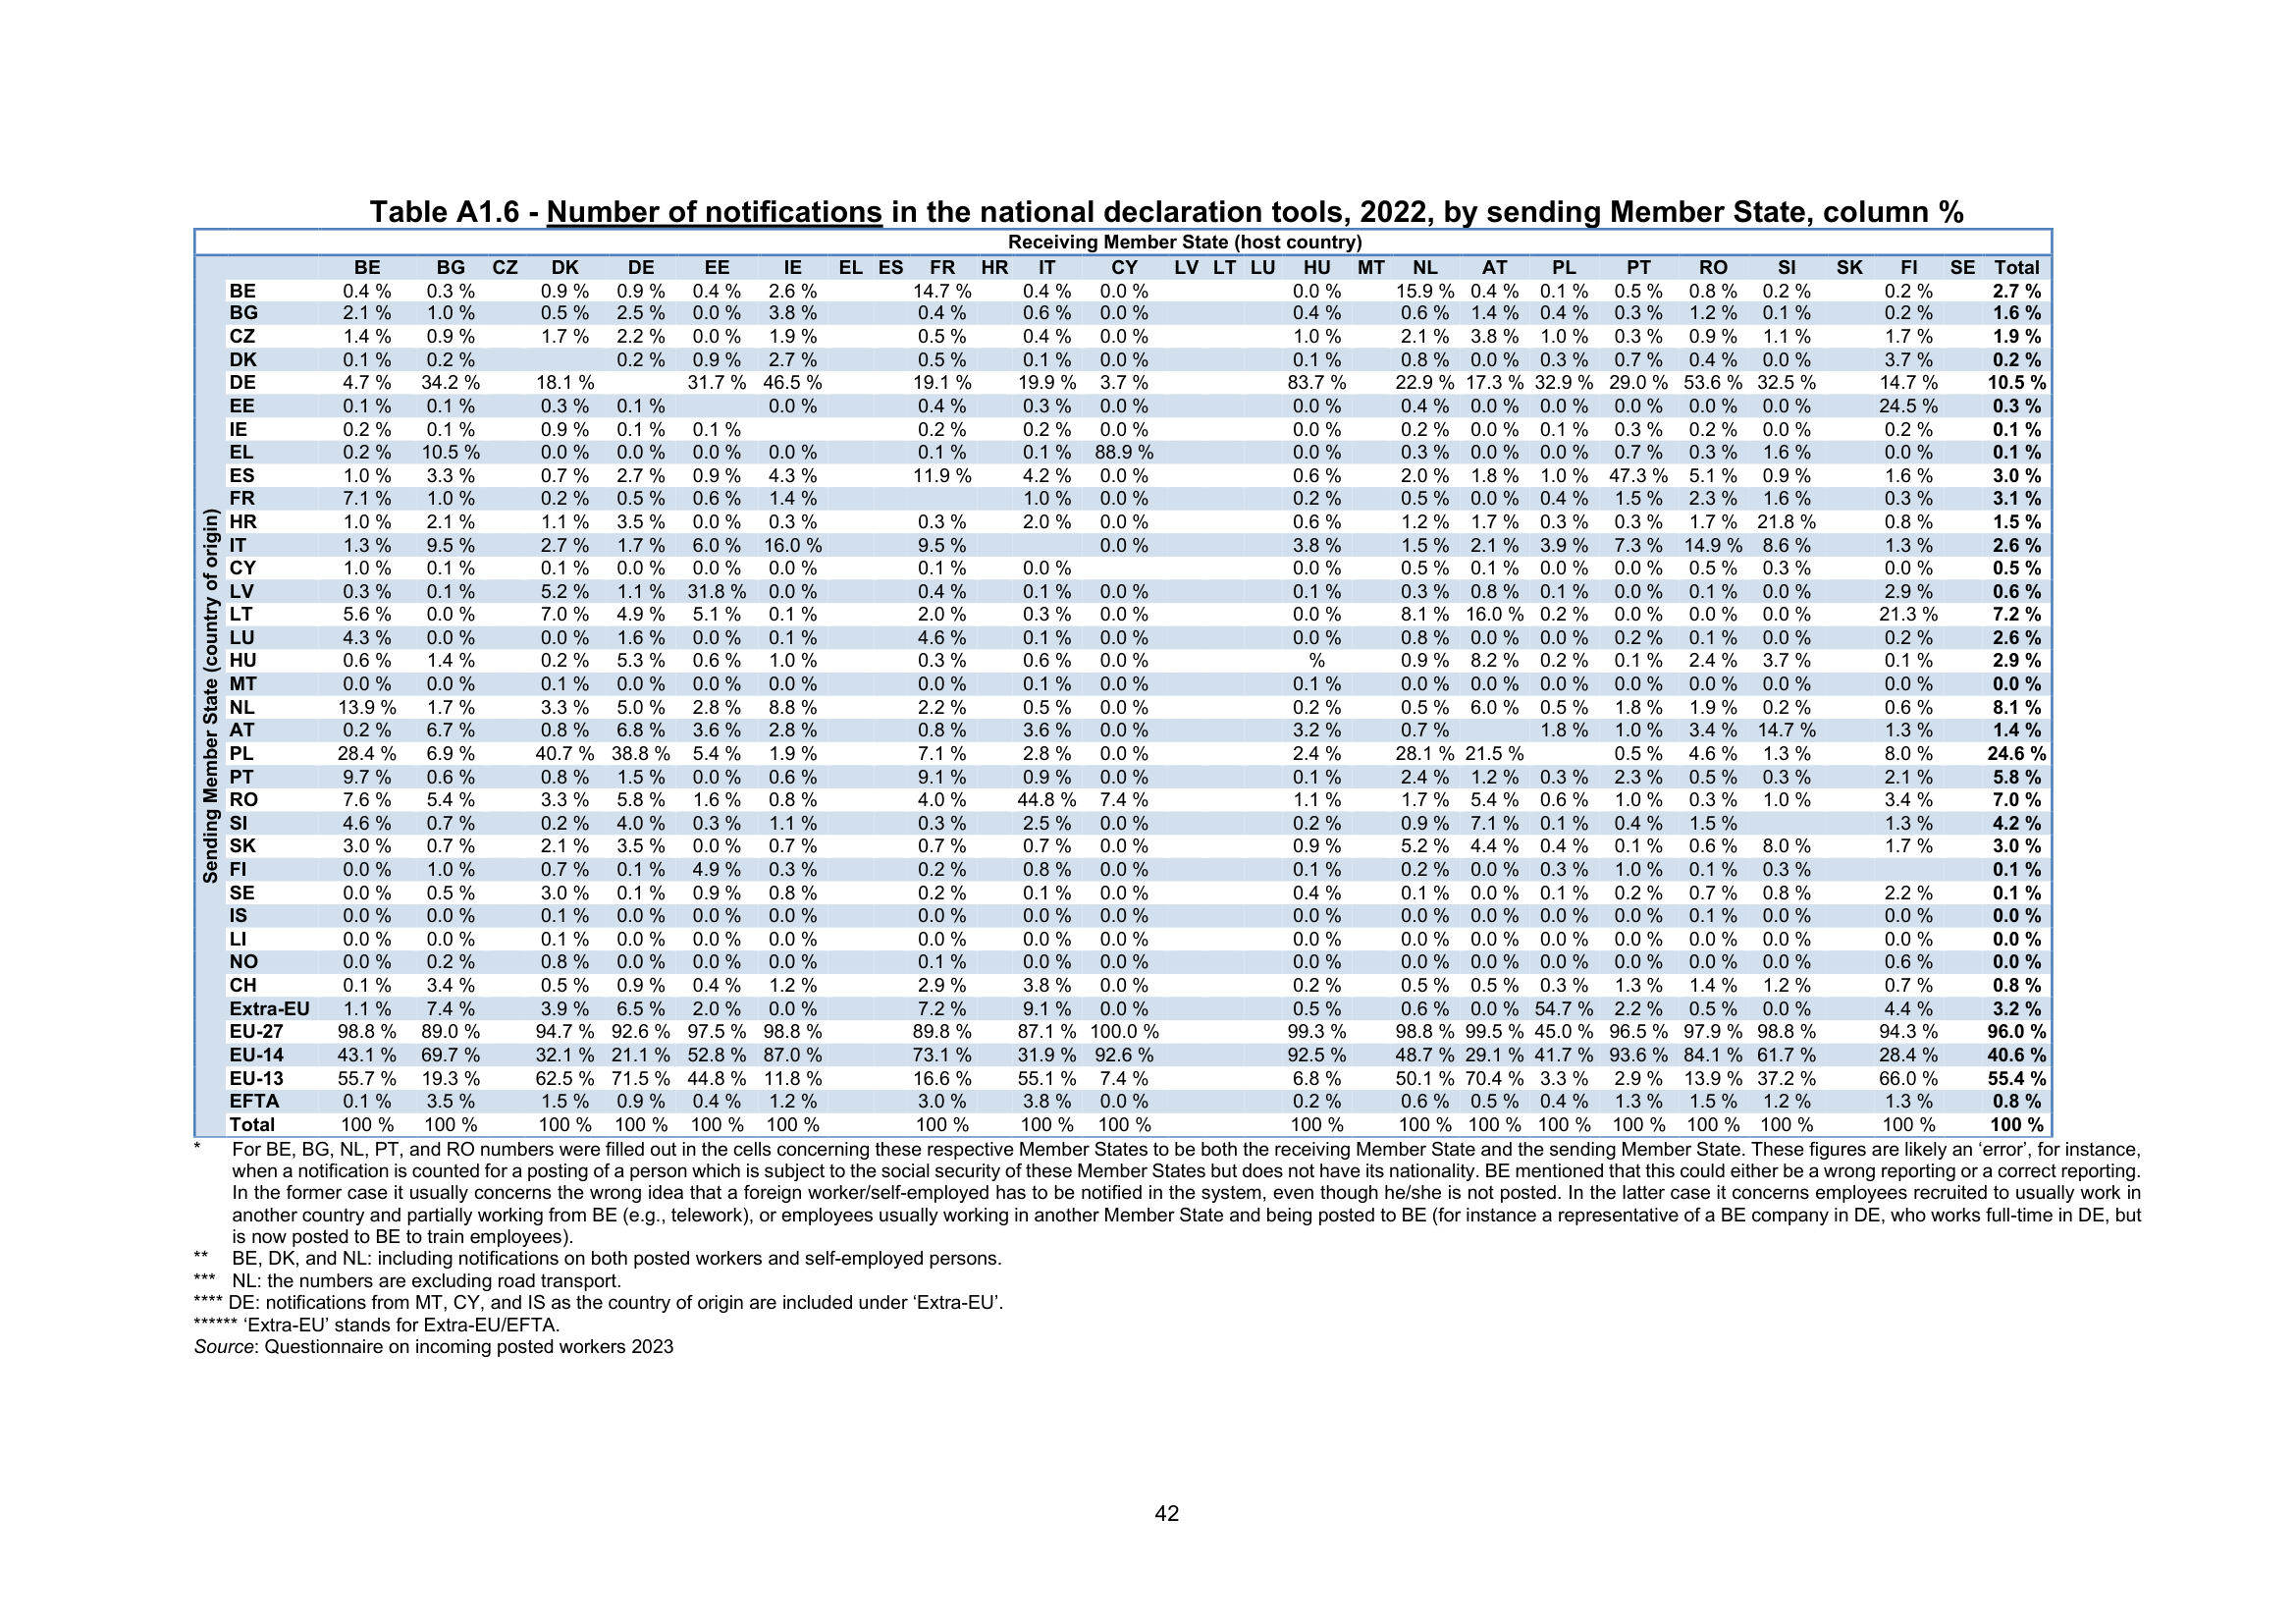 Table A1.6 - Number of notifications in the national declaration tools, 2022, by sending Member State, column %
Receiving Member State (host country)
BE BG CZ DK DE EE IE EL ES FR HR IT CY LV LT LU HU MT NL AT PL PT RO SI SK FI SE Total
Sending Member State (country of origin)
BE 0.4 % 0.3 % 0.9 % 0.9 % 0.4 % 2.6 % 14.7 % 0.4 % 0.0 % 0.0 % 15.9 % 0.4 % 0.1 % 0.5 % 0.8 % 0.2 % 0.2 % 2.7 %
BG 2.1 % 1.0 % 0.5 % 2.5 % 0.0 % 3.8 % 0.4 % 0.6 % 0.0 % 0.4 % 0.6 % 1.4 % 0.4 % 0.3 % 1.2 % 0.1 % 0.2 % 1.6 %
CZ 1.4 % 0.9 % 1.7 % 2.2 % 0.0 % 1.9 % 0.5 % 0.4 % 0.0 % 1.0 % 2.1 % 3.8 % 1.0 % 0.3 % 0.9 % 1.1 % 1.7 % 1.9 %
DK 0.1 % 0.2 % 0.2 % 0.9 % 2.7 % 0.5 % 0.1 % 0.0 % 0.1 % 0.8 % 0.0 % 0.3 % 0.7 % 0.4 % 0.0 % 3.7 % 0.2 %
DE 4.7 % 34.2 % 18.1 % 31.7 % 46.5 % 19.1 % 19.9 % 3.7 % 83.7 % 22.9 % 17.3 % 32.9 % 29.0 % 53.6 % 32.5 % 14.7 % 10.5 %
EE 0.1 % 0.1 % 0.3 % 0.1 % 0.0 % 0.4 % 0.3 % 0.0 % 0.0 % 0.4 % 0.0 % 0.0 % 0.0 % 0.0 % 0.0 % 24.5 % 0.3 %
IE 0.2 % 0.1 % 0.9 % 0.1 % 0.1 % 0.2 % 0.2 % 0.0 % 0.0 % 0.2 % 0.0 % 0.1 % 0.3 % 0.2 % 0.0 % 0.2 % 0.1 %
EL 0.2 % 10.5 % 0.0 % 0.0 % 0.0 % 0.0 % 0.1 % 0.1 % 88.9 % 0.0 % 0.3 % 0.0 % 0.0 % 0.7 % 0.3 % 1.6 % 0.0 % 0.1 %
ES 1.0 % 3.3 % 0.7 % 2.7 % 0.9 % 4.3 % 11.9 % 4.2 % 0.0 % 0.6 % 2.0 % 1.8 % 1.0 % 47.3 % 5.1 % 0.9 % 1.6 % 3.0 %
FR 7.1 % 1.0 % 0.2 % 0.5 % 0.6 % 1.4 % 1.0 % 0.0 % 0.2 % 0.5 % 0.0 % 0.4 % 1.5 % 2.3 % 1.6 % 0.3 % 3.1 %
HR 1.0 % 2.1 % 1.1 % 3.5 % 0.0 % 0.3 % 0.3 % 2.0 % 0.0 % 0.6 % 1.2 % 1.7 % 0.3 % 0.3 % 1.7 % 21.8 % 0.8 % 1.5 %
IT 1.3 % 9.5 % 2.7 % 1.7 % 6.0 % 16.0 % 9.5 % 0.0 % 3.8 % 1.5 % 2.1 % 3.9 % 7.3 % 14.9 % 8.6 % 1.3 % 2.6 %
CY 1.0 % 0.1 % 0.1 % 0.0 % 0.0 % 0.0 % 0.1 % 0.0 % 0.0 % 0.5 % 0.1 % 0.0 % 0.0 % 0.5 % 0.3 % 0.0 % 0.5 %
LV 0.3 % 0.1 % 5.2 % 1.1 % 31.8 % 0.0 % 0.4 % 0.1 % 0.0 % 0.1 % 0.3 % 0.8 % 0.1 % 0.0 % 0.1 % 0.0 % 2.9 % 0.6 %
LT 5.6 % 0.0 % 7.0 % 4.9 % 5.1 % 0.1 % 2.0 % 0.3 % 0.0 % 0.0 % 8.1 % 16.0 % 0.2 % 0.0 % 0.0 % 0.0 % 21.3 % 7.2 %
LU 4.3 % 0.0 % 0.0 % 1.6 % 0.0 % 0.1 % 4.6 % 0.1 % 0.0 % 0.0 % 0.8 % 0.0 % 0.0 % 0.2 % 0.1 % 0.0 % 0.2 % 2.6 %
HU 0.6 % 1.4 % 0.2 % 5.3 % 0.6 % 1.0 % 0.3 % 0.6 % 0.0 % % 0.9 % 8.2 % 0.2 % 0.1 % 2.4 % 3.7 % 0.1 % 2.9 %
MT 0.0 % 0.0 % 0.1 % 0.0 % 0.0 % 0.0 % 0.0 % 0.1 % 0.0 % 0.1 % 0.0 % 0.0 % 0.0 % 0.0 % 0.0 % 0.0 % 0.0 % 0.0 %
NL 13.9 % 1.7 % 3.3 % 5.0 % 2.8 % 8.8 % 2.2 % 0.5 % 0.0 % 0.2 % 0.5 % 6.0 % 0.5 % 1.8 % 1.9 % 0.2 % 0.6 % 8.1 %
AT 0.2 % 6.7 % 0.8 % 6.8 % 3.6 % 2.8 % 0.8 % 3.6 % 0.0 % 3.2 % 0.7 % 1.8 % 1.0 % 3.4 % 14.7 % 1.3 % 1.4 %
PL 28.4 % 6.9 % 40.7 % 38.8 % 5.4 % 1.9 % 7.1 % 2.8 % 0.0 % 2.4 % 28.1 % 21.5 % 0.5 % 4.6 % 1.3 % 8.0 % 24.6 %
PT 9.7 % 0.6 % 0.8 % 1.5 % 0.0 % 0.6 % 9.1 % 0.9 % 0.0 % 0.1 % 2.4 % 1.2 % 0.3 % 2.3 % 0.5 % 0.3 % 2.1 % 5.8 %
RO 7.6 % 5.4 % 3.3 % 5.8 % 1.6 % 0.8 % 4.0 % 44.8 % 7.4 % 1.1 % 1.7 % 5.4 % 0.6 % 1.0 % 0.3 % 1.0 % 3.4 % 7.0 %
SI 4.6 % 0.7 % 0.2 % 4.0 % 0.3 % 1.1 % 0.3 % 2.5 % 0.0 % 0.2 % 0.9 % 7.1 % 0.1 % 0.4 % 1.5 % 1.3 % 4.2 %
SK 3.0 % 0.7 % 2.1 % 3.5 % 0.0 % 0.7 % 0.7 % 0.7 % 0.0 % 0.9 % 5.2 % 4.4 % 0.4 % 0.1 % 0.6 % 8.0 % 1.7 % 3.0 %
FI 0.0 % 1.0 % 0.7 % 0.1 % 4.9 % 0.3 % 0.2 % 0.8 % 0.0 % 0.1 % 0.2 % 0.0 % 0.3 % 1.0 % 0.1 % 0.3 % 0.1 %
SE 0.0 % 0.5 % 3.0 % 0.1 % 0.9 % 0.8 % 0.2 % 0.1 % 0.0 % 0.4 % 0.1 % 0.0 % 0.1 % 0.2 % 0.7 % 0.8 % 2.2 % 0.1 %
IS 0.0 % 0.0 % 0.1 % 0.0 % 0.0 % 0.0 % 0.0 % 0.0 % 0.0 % 0.0 % 0.0 % 0.0 % 0.0 % 0.0 % 0.1 % 0.0 % 0.0 % 0.0 %
LI 0.0 % 0.0 % 0.1 % 0.0 % 0.0 % 0.0 % 0.0 % 0.0 % 0.0 % 0.0 % 0.0 % 0.0 % 0.0 % 0.0 % 0.0 % 0.0 % 0.0 % 0.0 %
NO 0.0 % 0.2 % 0.8 % 0.0 % 0.0 % 0.0 % 0.1 % 0.0 % 0.0 % 0.0 % 0.0 % 0.0 % 0.0 % 0.0 % 0.0 % 0.0 % 0.6 % 0.0 %
CH 0.1 % 3.4 % 0.5 % 0.9 % 0.4 % 1.2 % 2.9 % 3.8 % 0.0 % 0.2 % 0.5 % 0.5 % 0.3 % 1.3 % 1.4 % 1.2 % 0.7 % 0.8 %
Extra-EU 1.1 % 7.4 % 3.9 % 6.5 % 2.0 % 0.0 % 7.2 % 9.1 % 0.0 % 0.5 % 0.6 % 0.0 % 54.7 % 2.2 % 0.5 % 0.0 % 4.4 % 3.2 %
EU-27 98.8 % 89.0 % 94.7 % 92.6 % 97.5 % 98.8 % 89.8 % 87.1 % 100.0 % 99.3 % 98.8 % 99.5 % 45.0 % 96.5 % 97.9 % 98.8 % 94.3 % 96.0 %
EU-14 43.1 % 69.7 % 32.1 % 21.1 % 52.8 % 87.0 % 73.1 % 31.9 % 92.6 % 92.5 % 48.7 % 29.1 % 41.7 % 93.6 % 84.1 % 61.7 % 28.4 % 40.6 %
EU-13 55.7 % 19.3 % 62.5 % 71.5 % 44.8 % 11.8 % 16.6 % 55.1 % 7.4 % 6.8 % 50.1 % 70.4 % 3.3 % 2.9 % 13.9 % 37.2 % 66.0 % 55.4 %
EFTA 0.1 % 3.5 % 1.5 % 0.9 % 0.4 % 1.2 % 3.0 % 3.8 % 0.0 % 0.2 % 0.6 % 0.5 % 0.4 % 1.3 % 1.5 % 1.2 % 1.3 % 0.8 %
Total 100 % 100 % 100 % 100 % 100 % 100 % 100 % 100 % 100 % 100 % 100 % 100 % 100 % 100 % 100 % 100 % 100 % 100 %
* For BE, BG, NL, PT, and RO numbers were filled out in the cells concerning these respective Member States to be both the receiving Member State and the sending Member State. These figures are likely an ‘error’, for instance,
when a notification is counted for a posting of a person which is subject to the social security of these Member States but does not have its nationality. BE mentioned that this could either be a wrong reporting or a correct reporting.
In the former case it usually concerns the wrong idea that a foreign worker/self-employed has to be notified in the system, even though he/she is not posted. In the latter case it concerns employees recruited to usually work in
another country and partially working from BE (e.g., telework), or employees usually working in another Member State and being posted to BE (for instance a representative of a BE company in DE, who works full-time in DE, but
is now posted to BE to train employees).
** BE, DK, and NL: including notifications on both posted workers and self-employed persons.
*** NL: the numbers are excluding road transport.
**** DE: notifications from MT, CY, and IS as the country of origin are included under ‘Extra-EU’.
****** ‘Extra-EU’ stands for Extra-EU/EFTA.
Source: Questionnaire on incoming posted workers 2023
42